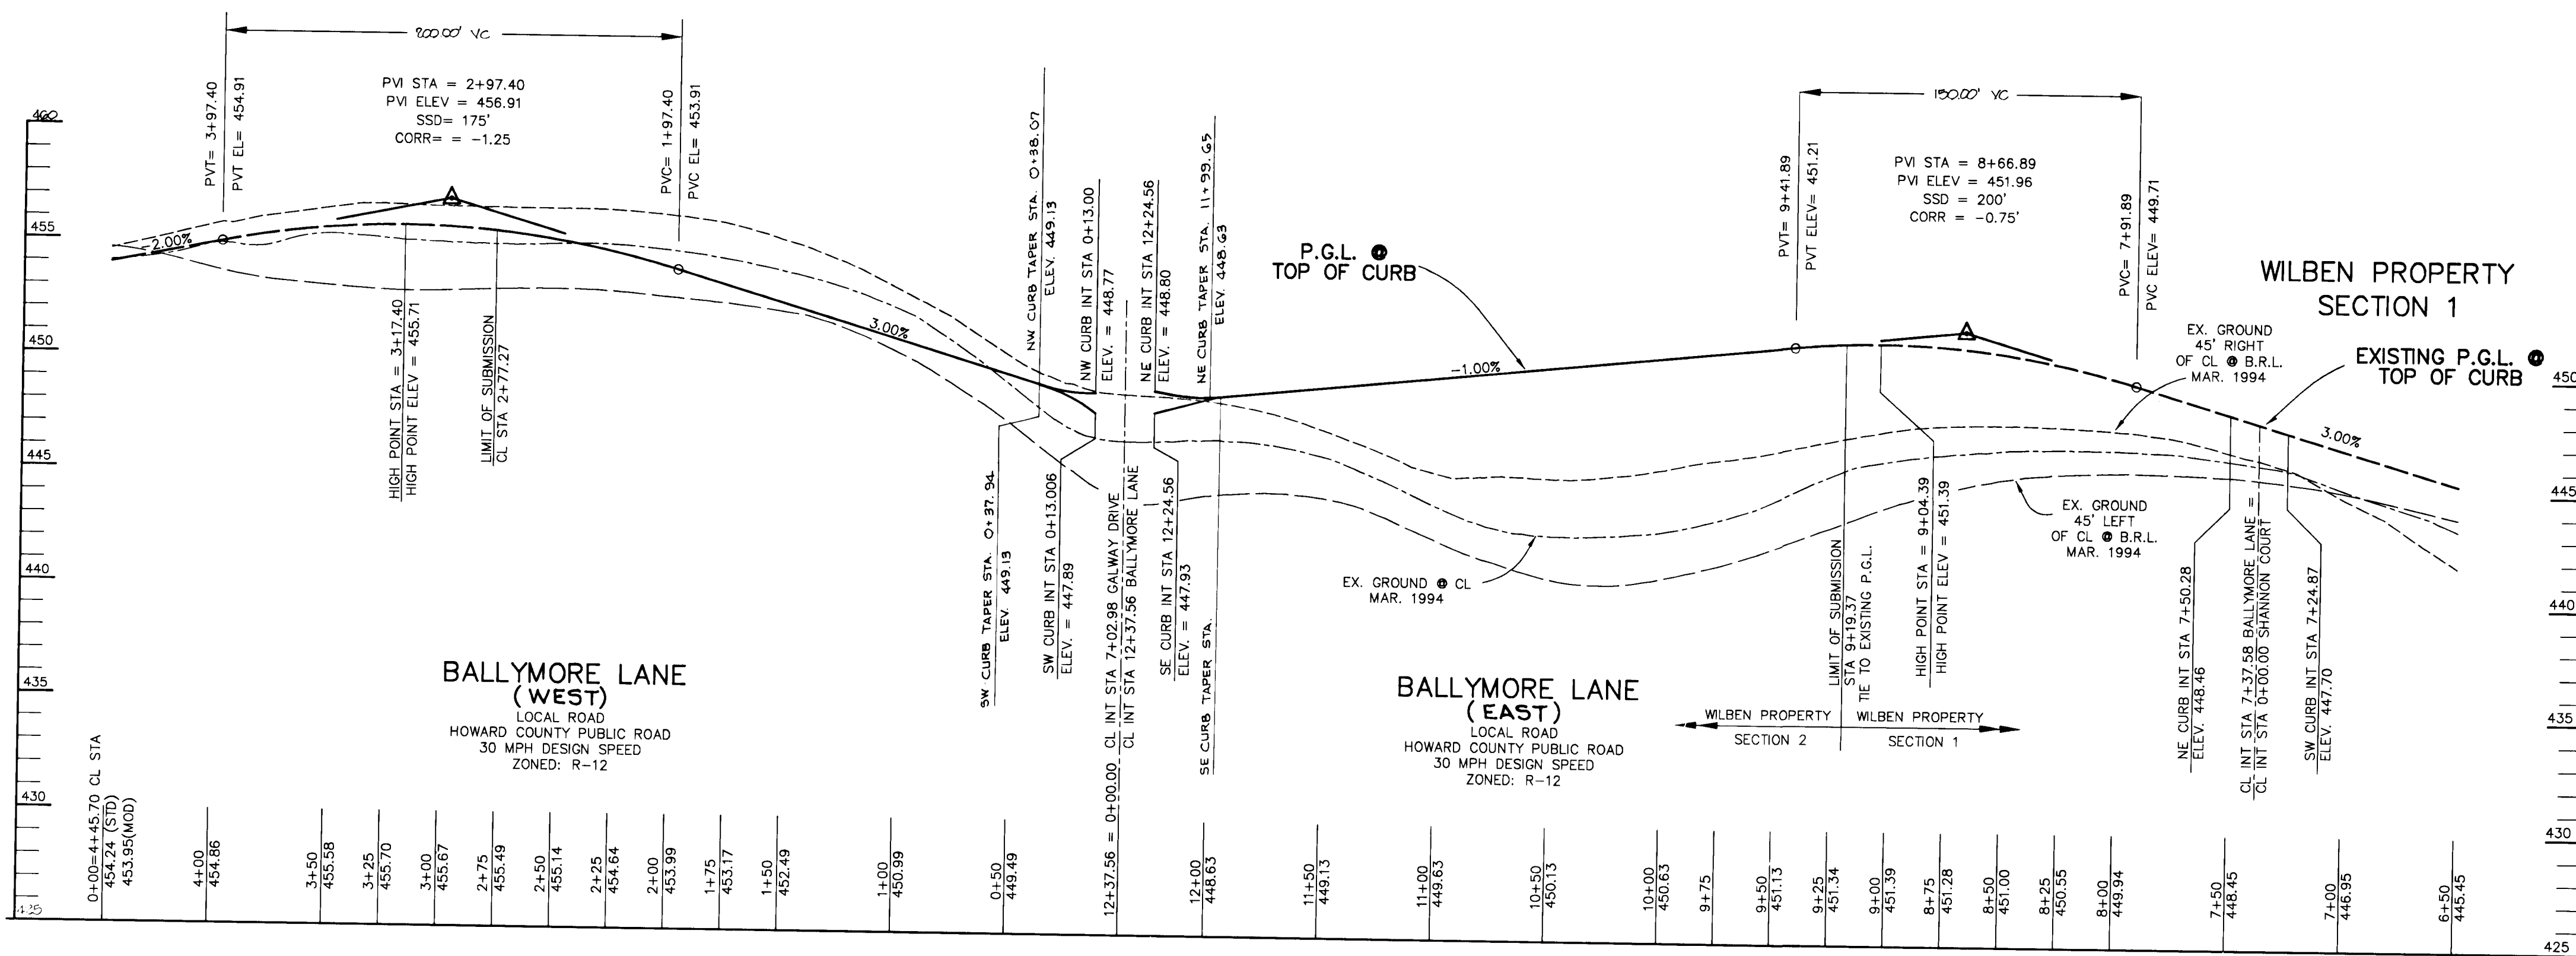 200.00' VC
PVT= 3+97.40
PVT EL= 454.91
PVI STA = 2+97.40
PVI ELEV = 456.91
SSD= 175'
CORR= = -1.25
PVC= 1+97.40
PVC EL= 453.91
150.00' VC
PVT= 9+41.89
PVT ELEV= 451.21
PVI STA = 8+66.89
PVI ELEV = 451.96
SSD = 200'
CORR = -0.75'
PVC= 7+91.89
PVC ELEV= 449.71
460
455
450
445
440
435
430
425
-2.00%
3.00%
-1.00%
3.00%
HIGH POINT STA = 3+17.40
HIGH POINT ELEV = 455.71
LIMIT OF SUBMISSION
CL STA 2+77.27
NW CURB TAPER STA. 0+38.07
ELEV. 449.13
NW CURB INT STA 0+13.00
ELEV. = 448.77
NE CURB INT STA 12+24.56
ELEV. = 448.80
NE CURB TAPER STA. 11+99.65
ELEV. 448.63
SW CURB TAPER STA. 0+37.94
ELEV. 449.13
SW CURB INT STA 0+13.006
ELEV. = 447.89
12+37.56 = 0+00.00 CL INT STA 7+02.98 GALWAY DRIVE
CL INT STA 12+37.56 BALLYMORE LANE
SE CURB INT STA 12+24.56
ELEV. = 447.93
SE CURB TAPER STA.
P.G.L. @
TOP OF CURB
WILBEN PROPERTY
SECTION 1
EX. GROUND
45' RIGHT
OF CL @ B.R.L.
MAR. 1994
EXISTING P.G.L. @
TOP OF CURB
EX. GROUND @ CL
MAR. 1994
EX. GROUND
45' LEFT
OF CL @ B.R.L.
MAR. 1994
LIMIT OF SUBMISSION
STA 9+19.37
TIE TO EXISTING P.G.L.
HIGH POINT STA = 9+04.39
HIGH POINT ELEV = 451.39
WILBEN PROPERTY
SECTION 2
WILBEN PROPERTY
SECTION 1
NE CURB INT STA 7+50.28
ELEV. = 448.46
CL INT STA 7+37.58 BALLYMORE LANE =
CL INT STA 0+00.00 SHANNON COURT
SW CURB INT STA 7+24.87
ELEV. 447.70
BALLYMORE LANE
(WEST)
LOCAL ROAD
HOWARD COUNTY PUBLIC ROAD
30 MPH DESIGN SPEED
ZONED: R-12
BALLYMORE LANE
(EAST)
LOCAL ROAD
HOWARD COUNTY PUBLIC ROAD
30 MPH DESIGN SPEED
ZONED: R-12
450
445
440
435
430
425
0+00=4+45.70 CL STA
454.24 (STD)
453.95(MOD)
4+00
454.86
3+50
455.58
3+25
455.70
3+00
455.67
2+75
455.49
2+50
455.14
2+25
454.64
2+00
453.99
1+75
453.17
1+50
452.49
1+00
450.99
0+50
449.49
12+00
448.63
11+50
449.13
11+00
449.63
10+50
450.13
10+00
450.63
9+75
9+50
451.13
9+25
451.34
9+00
451.39
8+75
451.28
8+50
451.00
8+25
450.55
8+00
449.94
7+50
448.45
7+00
446.95
6+50
445.45